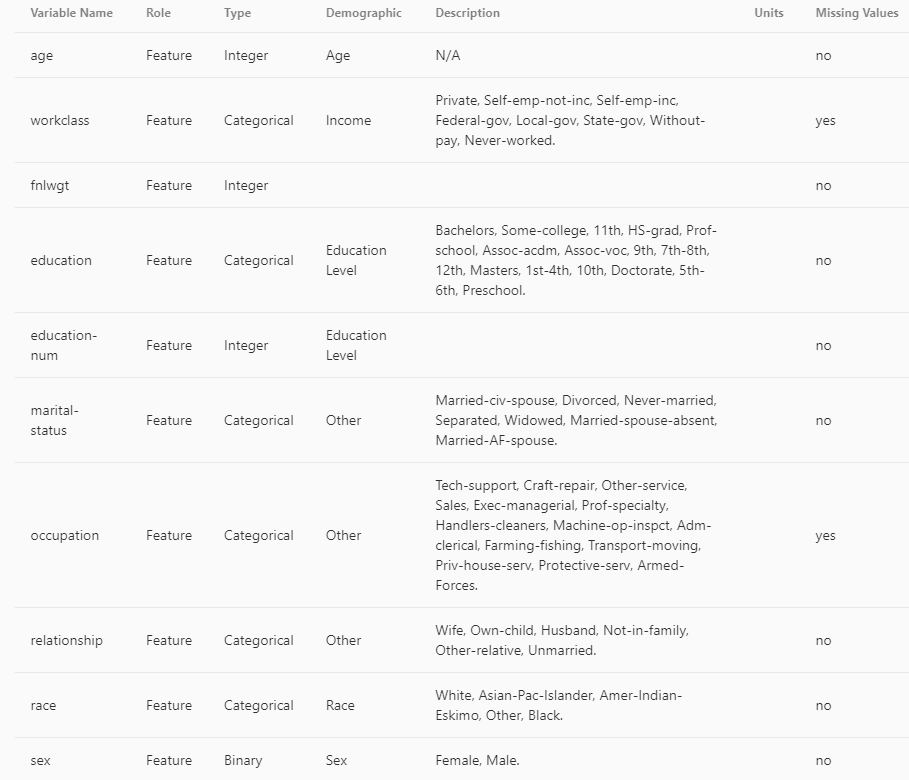 Variable Name Role Type Demographic Description Units Missing Values
age Feature Integer Age N/A no
workclass Feature Categorical Income Private, Self-emp-not-inc, Self-emp-inc,
Federal-gov, Local-gov, State-gov, Without-
pay, Never-worked. yes
fnlwgt Feature Integer no
education Feature Categorical Education
Level Bachelors, Some-college, 11th, HS-grad, Prof-
school, Assoc-acdm, Assoc-voc, 9th, 7th-8th,
12th, Masters, 1st-4th, 10th, Doctorate, 5th-
6th, Preschool. no
education-
num Feature Integer Education
Level no
marital-
status Feature Categorical Other Married-civ-spouse, Divorced, Never-married,
Separated, Widowed, Married-spouse-absent,
Married-AF-spouse. no
occupation Feature Categorical Other Tech-support, Craft-repair, Other-service,
Sales, Exec-managerial, Prof-specialty,
Handlers-cleaners, Machine-op-inspct, Adm-
clerical, Farming-fishing, Transport-moving,
Priv-house-serv, Protective-serv, Armed-
Forces. yes
relationship Feature Categorical Other Wife, Own-child, Husband, Not-in-family,
Other-relative, Unmarried. no
race Feature Categorical Race White, Asian-Pac-Islander, Amer-Indian-
Eskimo, Other, Black. no
sex Feature Binary Sex Female, Male. no